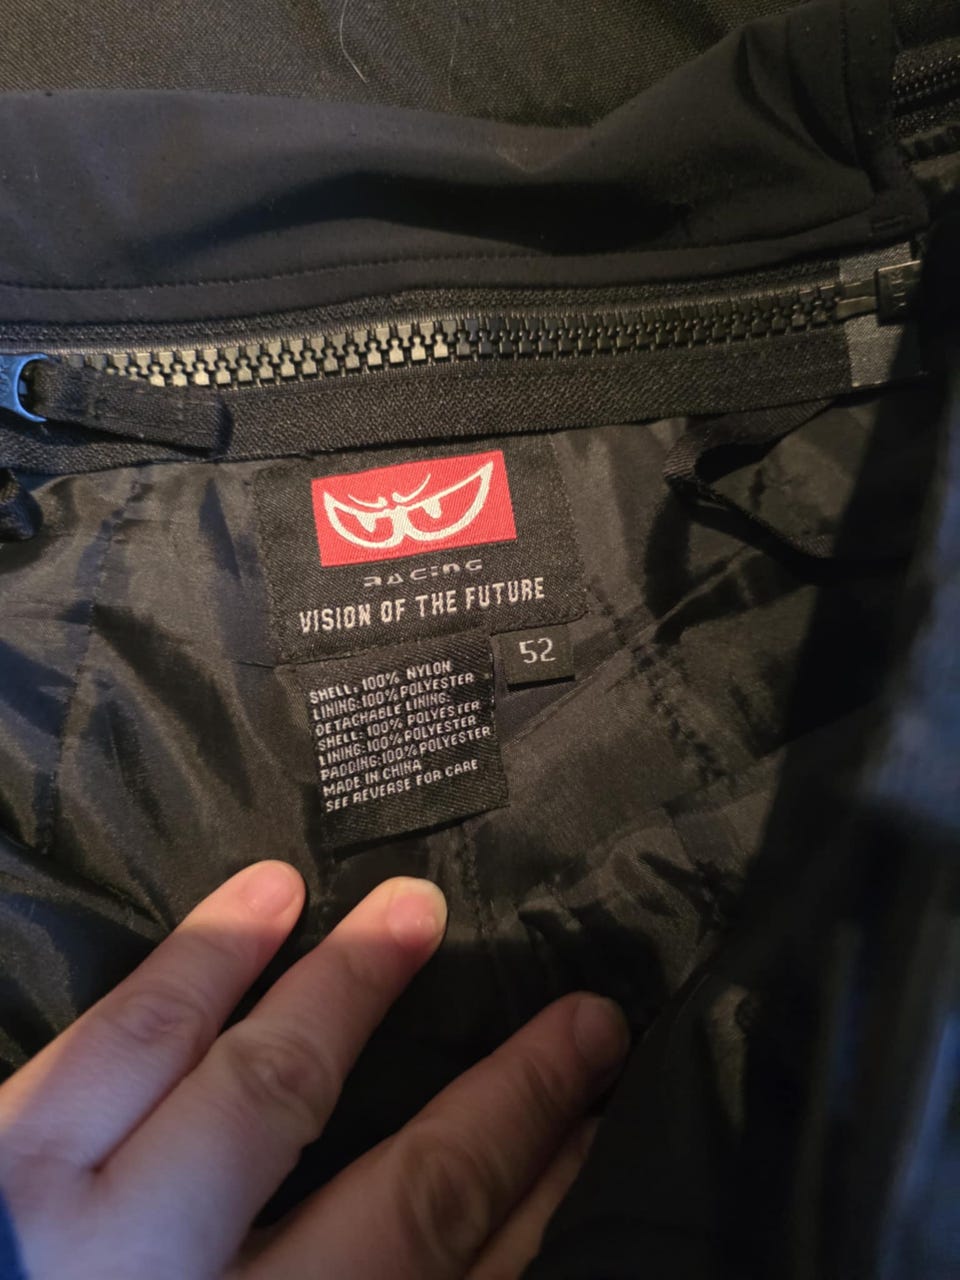 RACING
VISION OF THE FUTURE
52
SHELL: 100% NYLON
LINING:100% POLYESTER
DETACHABLE LINING:
SHELL: 100% POLYESTER
LINING:100% POLYESTER
PADDING:100% POLYESTER
MADE IN CHINA
SEE REVERSE FOR CARE